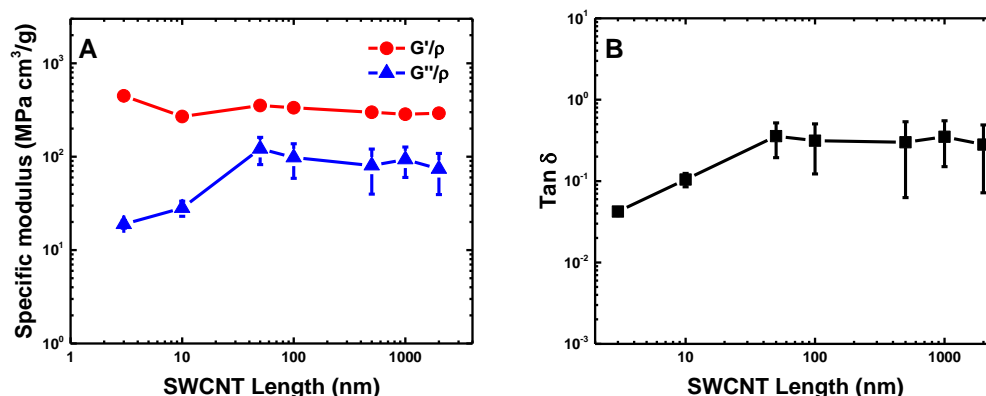 A
G'/ρ
G''/ρ
Specific modulus (MPa cm³/g)
10³
10²
10¹
10⁰
1 10 100 1000
SWCNT Length (nm)
B
Tan δ
10¹
10⁰
10⁻¹
10⁻²
10⁻³
10 100 1000
SWCNT Length (nm)